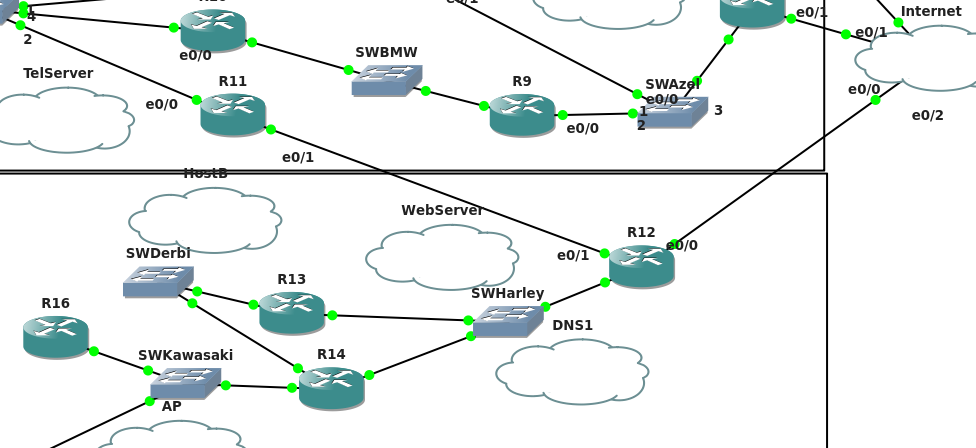 e0/1
Internet
e0/1
4
2
e0/0
SWBMW
e0/1
TelServer
R11
R9
SWAzel
e0/0
e0/0
e0/0
1
3
e0/2
e0/0
2
e0/1
HostB
WebServer
R12
e0/0
e0/1
SWDerbi
R13
SWHarley
R16
DNS1
SWKawasaki
R14
AP